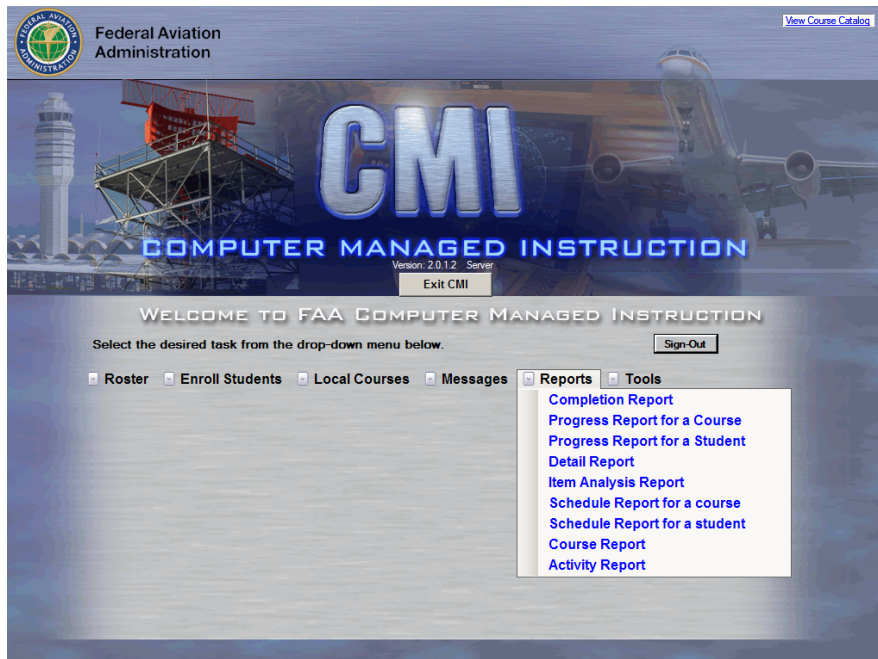 Federal Aviation
Administration
View Course Catalog
FEDERAL AVIATION
ADMINISTRATION
CMI
COMPUTER MANAGED INSTRUCTION
Version: 2.0.1.2 Server
Exit CMI
WELCOME TO FAA COMPUTER MANAGED INSTRUCTION
Select the desired task from the drop-down menu below.
Sign-Out
Roster Enroll Students Local Courses Messages Reports Tools
Completion Report
Progress Report for a Course
Progress Report for a Student
Detail Report
Item Analysis Report
Schedule Report for a course
Schedule Report for a student
Course Report
Activity Report